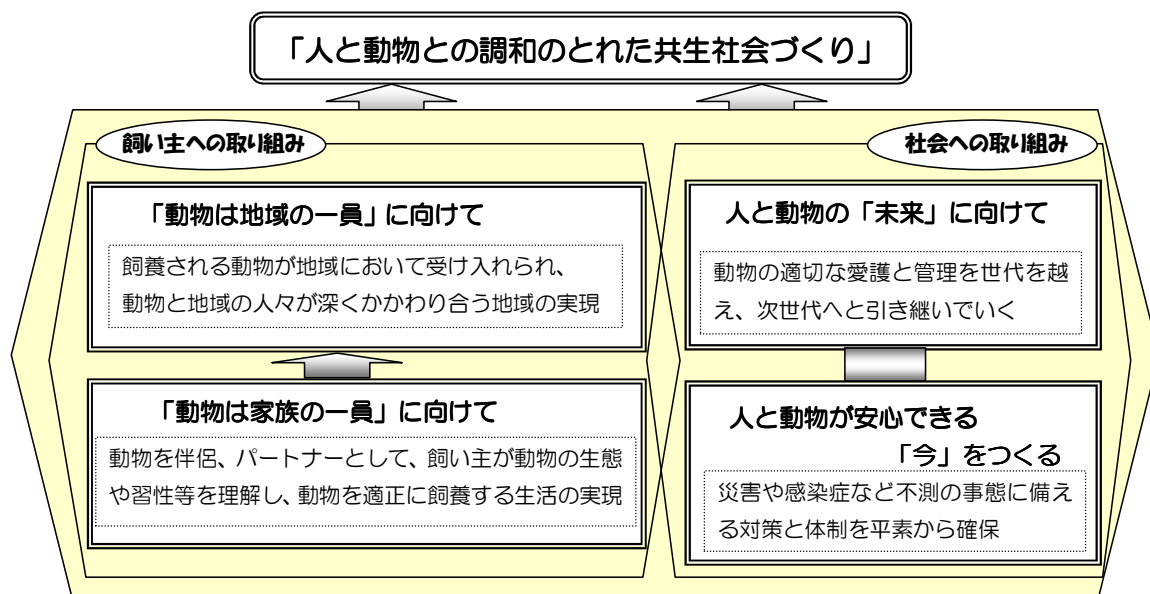 「人と動物との調和のとれた共生社会づくり」
飼い主への取り組み
「動物は地域の一員」に向けて
飼養される動物が地域において受け入れられ、
動物と地域の人々が深くかかわり合う地域の実現
「動物は家族の一員」に向けて
動物を伴侶、パートナーとして、飼い主が動物の生態
や習性等を理解し、動物を適正に飼養する生活の実現
社会への取り組み
人と動物の「未来」に向けて
動物の適切な愛護と管理を世代を越
え、次世代へと引き継いでいく
人と動物が安心できる
「今」をつくる
災害や感染症など不測の事態に備え
る対策と体制を平素から確保